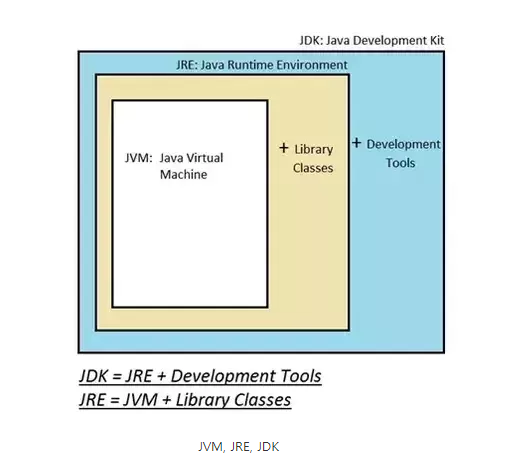 JDK: Java Development Kit
JRE: Java Runtime Environment
JVM: Java Virtual
Machine
+ Library
Classes
+ Development
Tools
JDK = JRE + Development Tools
JRE = JVM + Library Classes
JVM, JRE, JDK